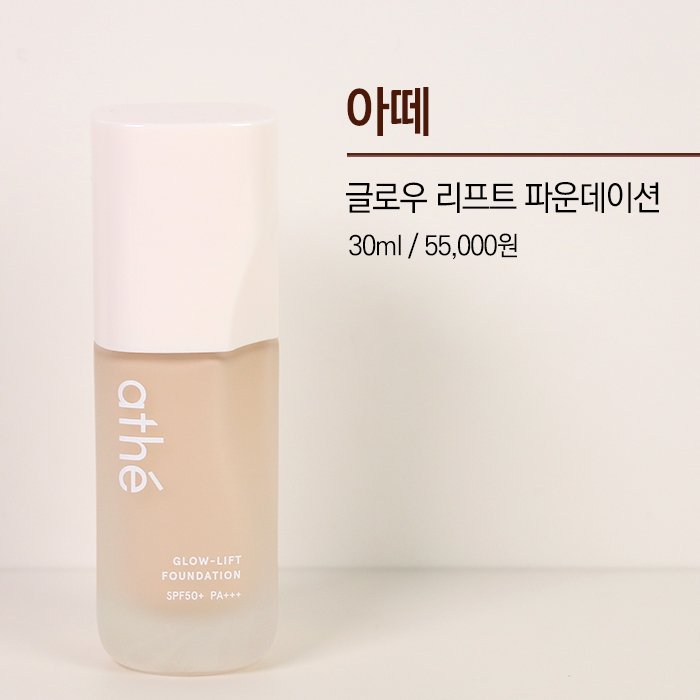 아떼
글로우 리프트 파운데이션
30ml / 55,000원
athé
GLOW-LIFT
FOUNDATION
SPF50+ PA+++